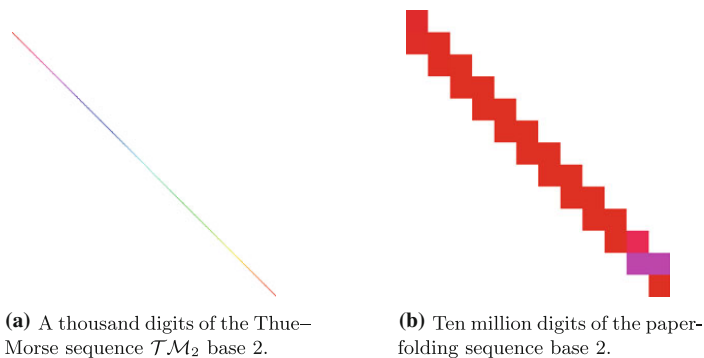 (a) A thousand digits of the Thue–
Morse sequence 𝒯ℳ₂ base 2.
(b) Ten million digits of the paper-
folding sequence base 2.